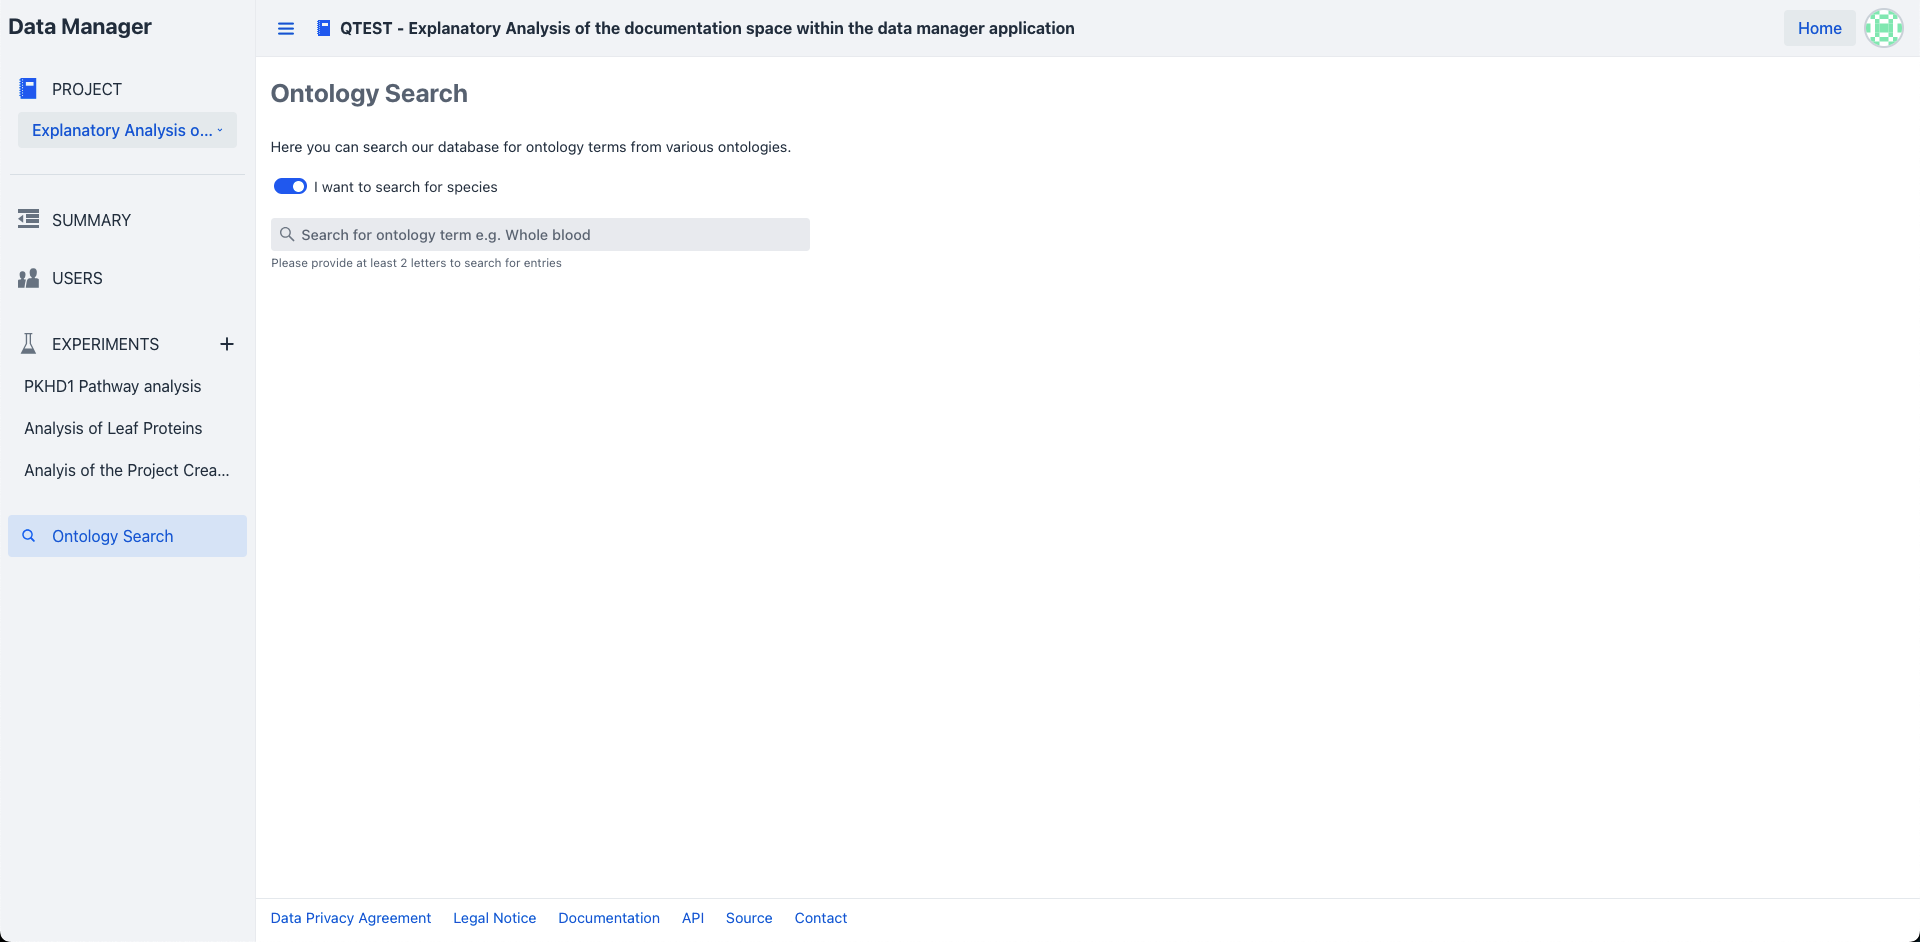 Data Manager
PROJECT
Explanatory Analysis o...
SUMMARY
USERS
EXPERIMENTS
PKHD1 Pathway analysis
Analysis of Leaf Proteins
Analyis of the Project Crea...
Ontology Search
QTEST - Explanatory Analysis of the documentation space within the data manager application
Home
Ontology Search
Here you can search our database for ontology terms from various ontologies.
I want to search for species
Search for ontology term e.g. Whole blood
Please provide at least 2 letters to search for entries
Data Privacy Agreement Legal Notice Documentation API Source Contact